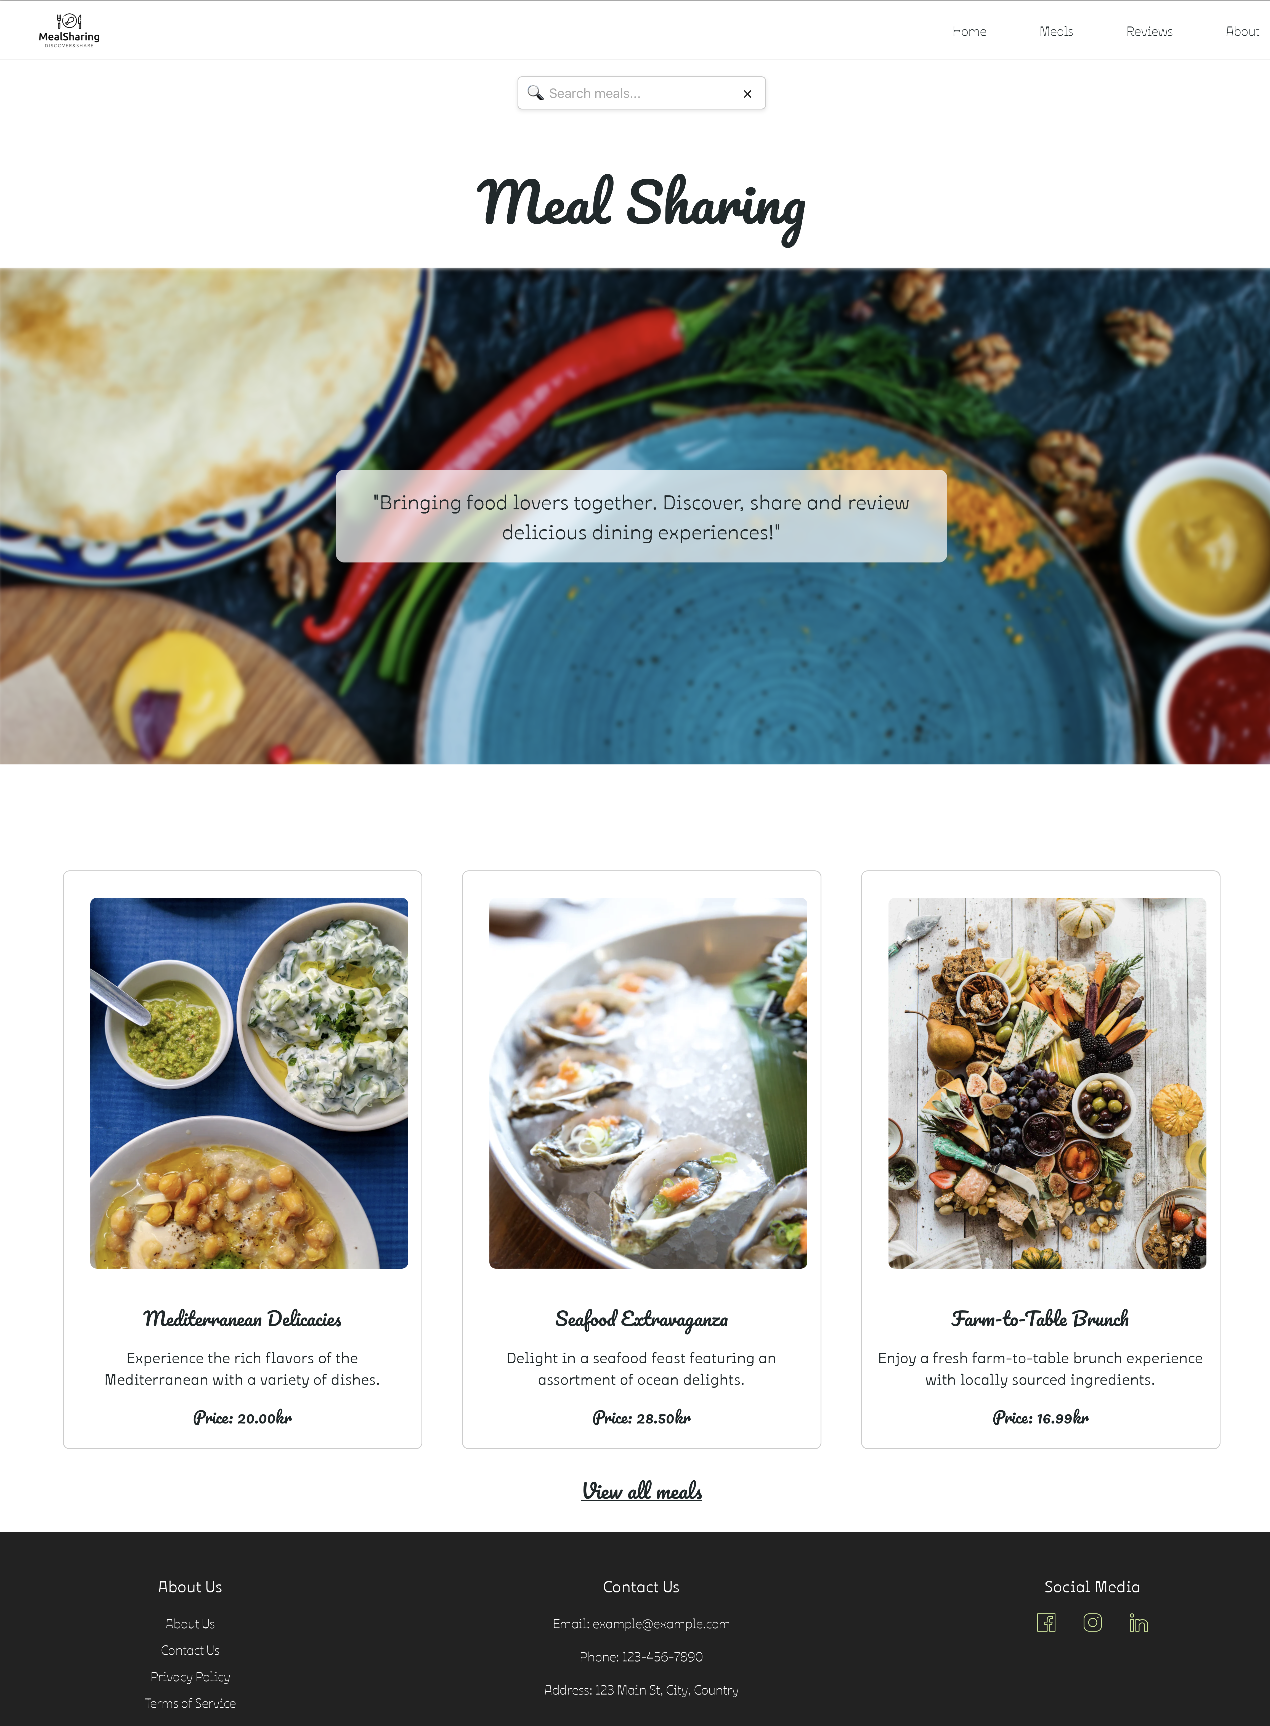 MealSharing
DISCOVER&SHARE
Home
Meals
Reviews
About
Search meals...
Meal Sharing
"Bringing food lovers together. Discover, share and review
delicious dining experiences!"
Mediterranean Delicacies
Experience the rich flavors of the
Mediterranean with a variety of dishes.
Price: 20.00kr
Seafood Extravaganza
Delight in a seafood feast featuring an
assortment of ocean delights.
Price: 28.50kr
Farm-to-Table Brunch
Enjoy a fresh farm-to-table brunch experience
with locally sourced ingredients.
Price: 16.99kr
View all meals
About Us
About Us
Contact Us
Privacy Policy
Terms of Service
Contact Us
Email: example@example.com
Phone: 123-456-7890
Address: 123 Main St, City, Country
Social Media